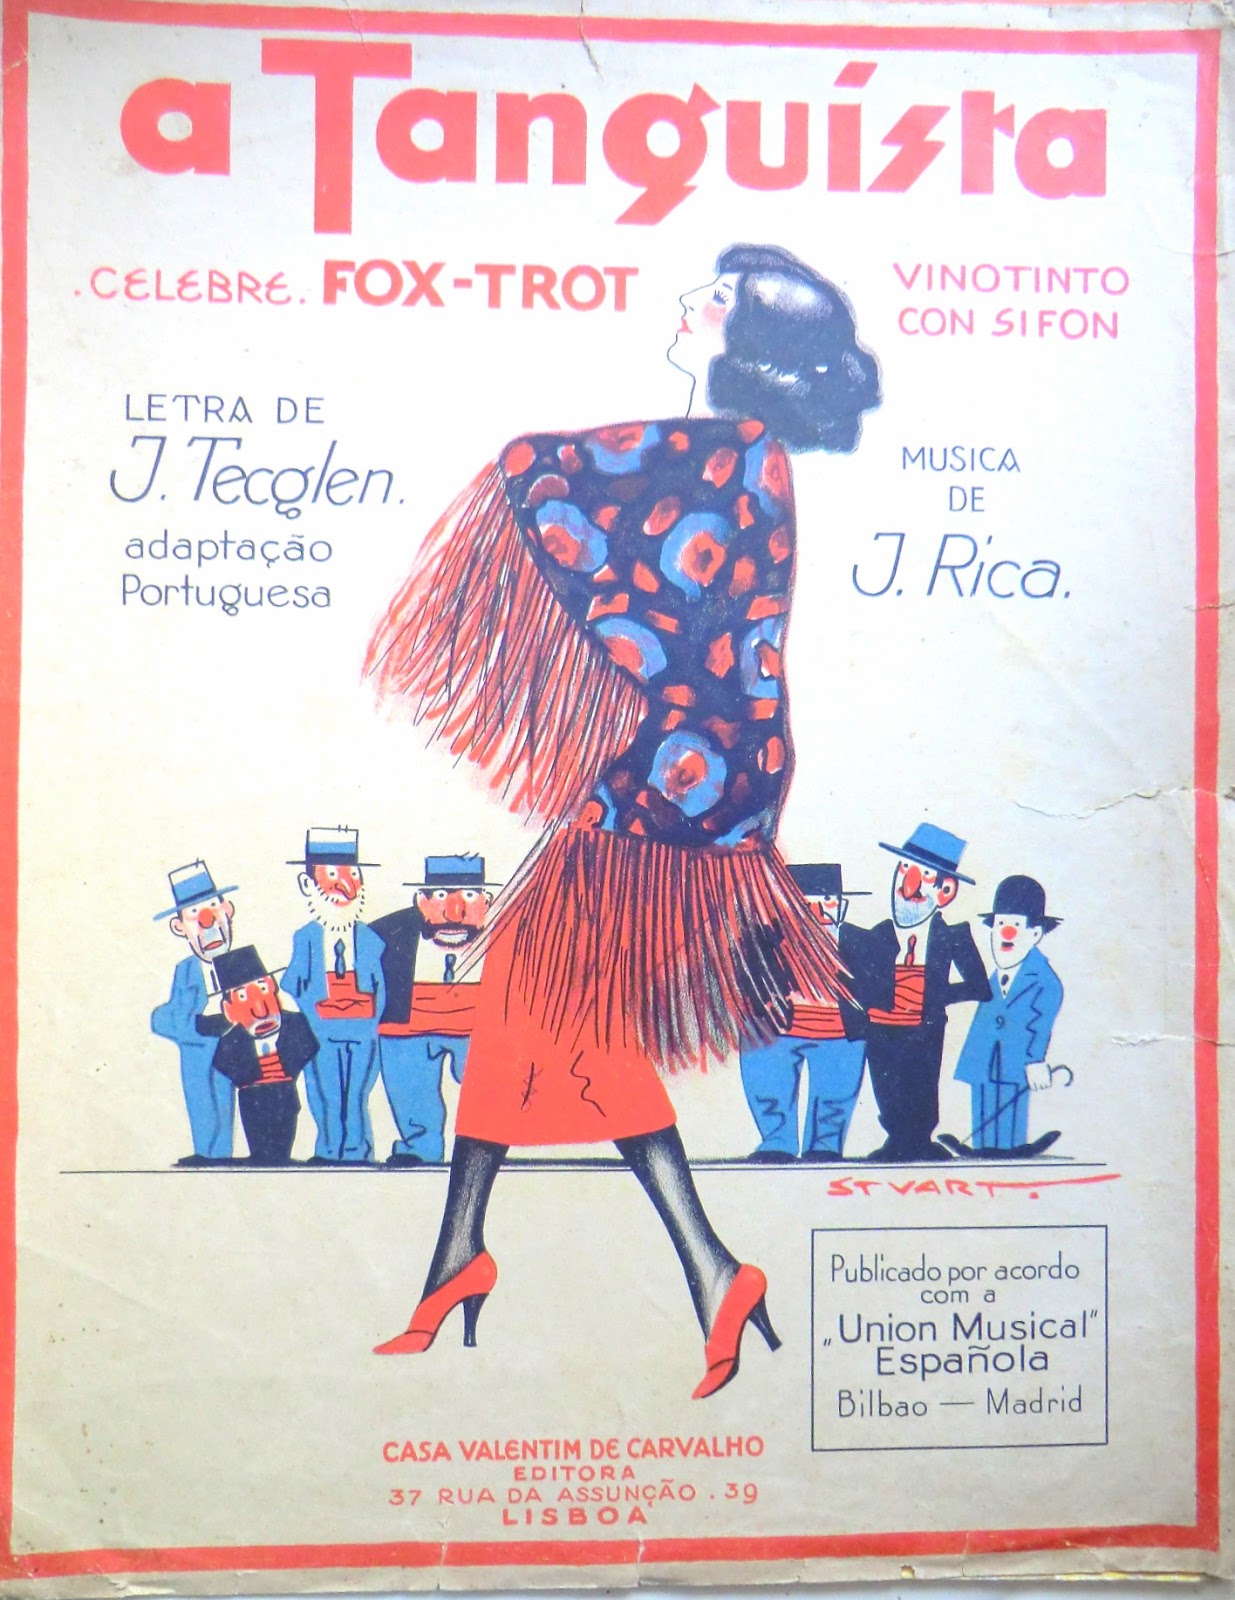 a Tanguista
.CELEBRE. FOX-TROT
VINOTINTO
CON SIFON
LETRA DE
J. Tecglen.
adaptação
Portuguesa
MUSICA
DE
J. Rica.
STVART.
Publicado por acordo
com a
„Union Musical"
Española
Bilbao — Madrid
CASA VALENTIM DE CARVALHO
EDITORA
37 RUA DA ASSUNÇÃO . 39
LISBOA